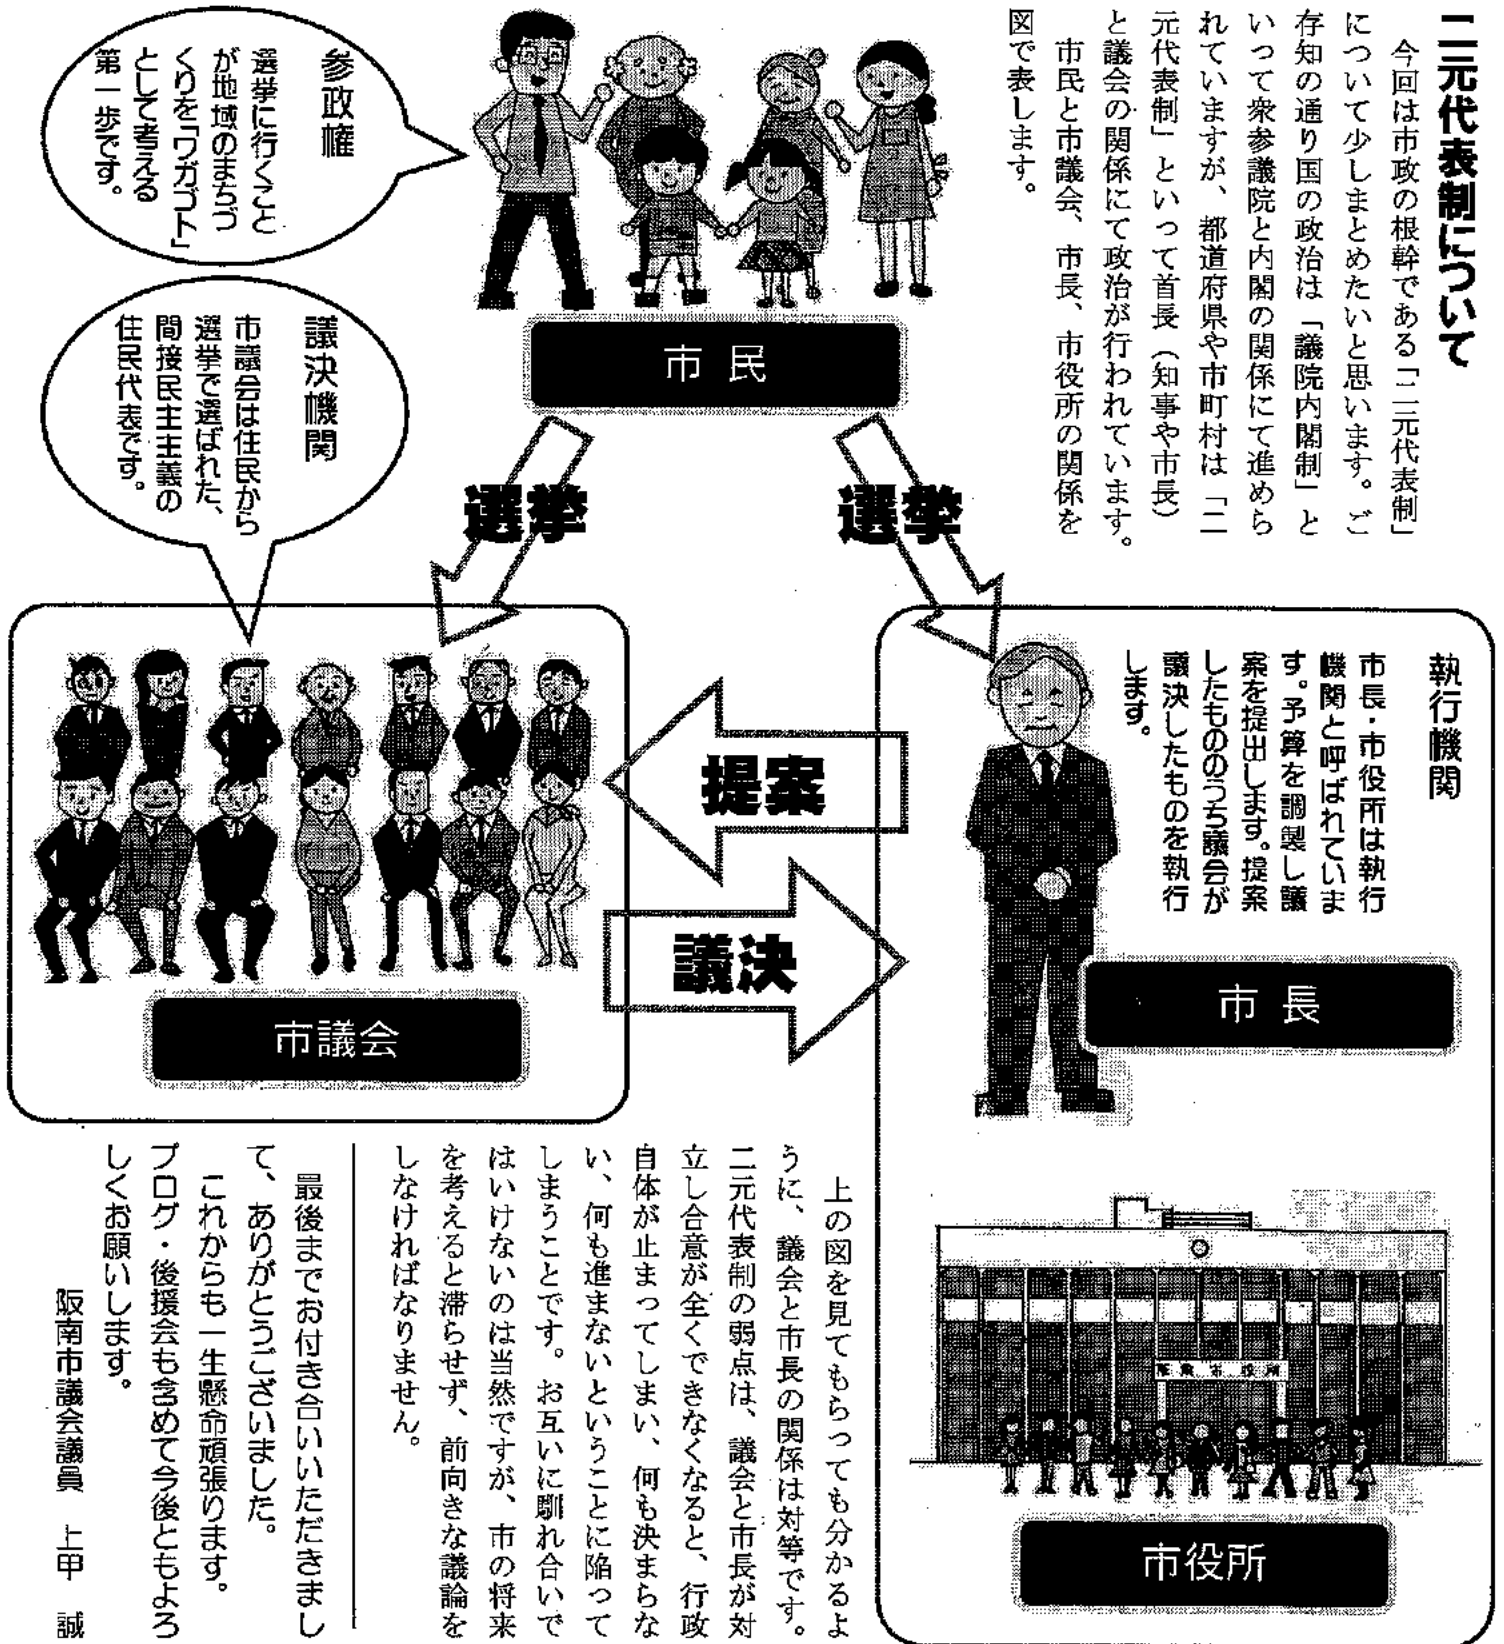 二元代表制について
今回は市政の根幹である「二元代表制」
について少しまとめたいと思います。ご
存知の通り国の政治は「議院内閣制」と
いって衆参議院と内閣の関係にて進めら
れていますが、都道府県や市町村は「二
元代表制」といって首長（知事や市長）
と議会の関係にて政治が行われています。
市民と市議会、市長、市役所の関係を
図で表します。
参政権
選挙に行くこと
が地域のまちづ
くりを「ワガゴト」
として考える
第一歩です。
市民
議決機関
市議会は住民から
選挙で選ばれた、
間接民主主義の
住民代表です。
選挙
選挙
執行機関
市長・市役所は執行
機関と呼ばれていま
す。予算を調製し議
案を提出します。提案
したもののうち議会が
議決したものを執行
します。
提案
議決
市長
市議会
市役所
上の図を見てもらっても分かるよ
うに、議会と市長の関係は対等です。
二元代表制の弱点は、議会と市長が対
立し合意が全くできなくなると、行政
自体が止まってしまい、何も決まらな
い、何も進まないということに陥って
しまうことです。お互いに馴れ合いで
はいけないのは当然ですが、市の将来
を考えると滞らせず、前向きな議論を
しなければなりません。
最後までお付き合いいただきまし
て、ありがとうございました。
これからも一生懸命頑張ります。
ブログ・後援会も含めて今後ともよろ
しくお願いします。
阪南市議会議員　上甲　誠